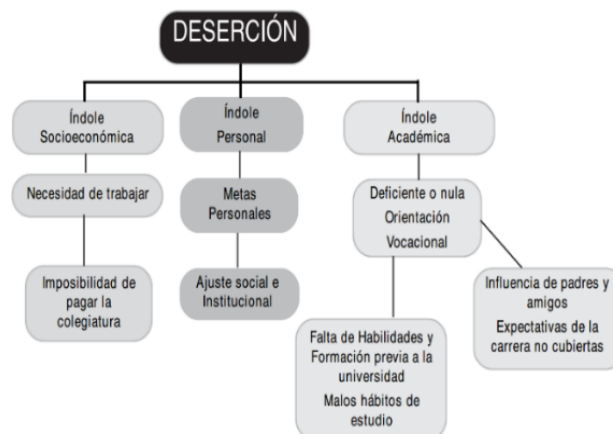 DESERCIÓN
Índole
Socioeconómica
Índole
Personal
Índole
Académica
Necesidad de trabajar
Metas
Personales
Deficiente o nula
Orientación
Vocacional
Imposibilidad de
pagar la
colegiatura
Ajuste social e
Institucional
Influencia de padres y
amigos
Expectativas de la
carrera no cubiertas
Falta de Habilidades y
Formación previa a la
universidad
Malos hábitos de
estudio